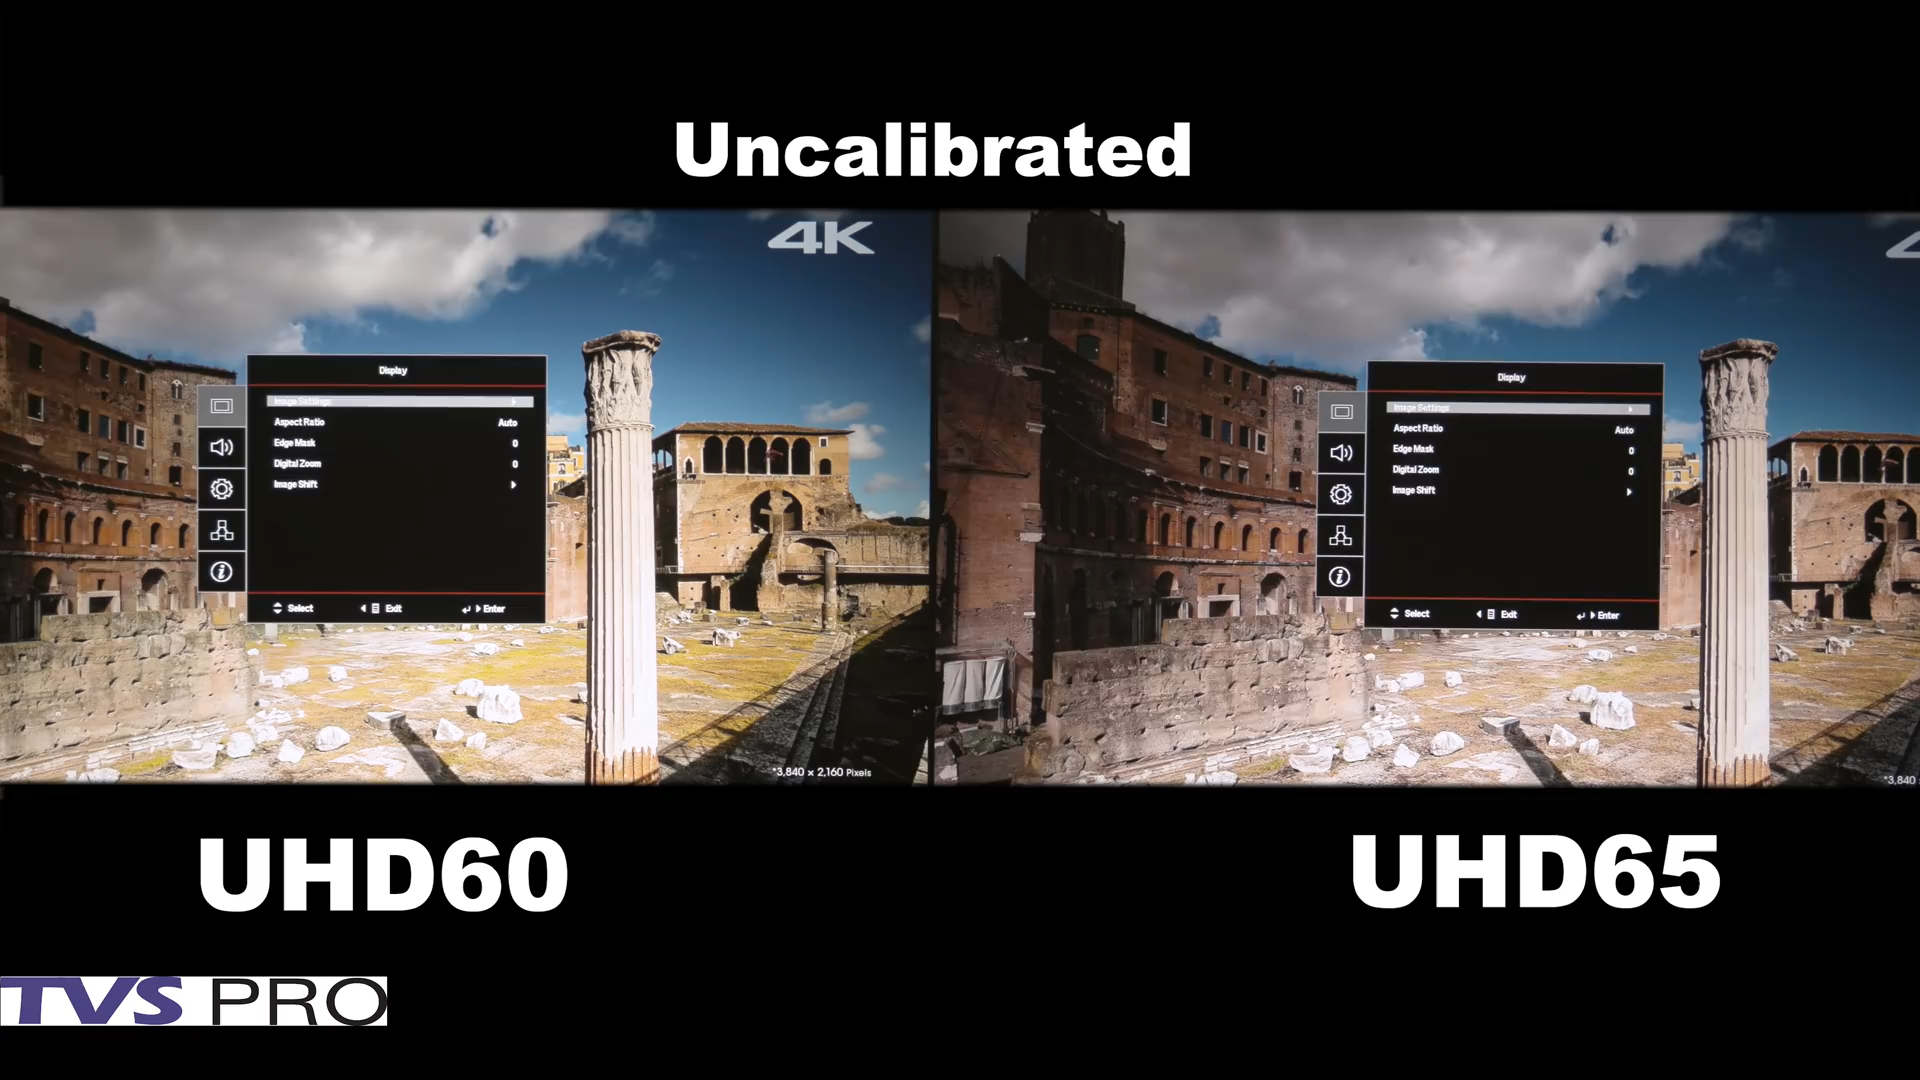 Uncalibrated
4K
Display
Image Settings
Aspect Ratio Auto
Edge Mask 0
Digital Zoom 0
Image Shift
Select Exit Enter
*3,840 x 2,160 Pixels
4
Display
Image Settings
Aspect Ratio Auto
Edge Mask 0
Digital Zoom 0
Image Shift
Select Exit Enter
*3,840
UHD60
UHD65
TVS PRO